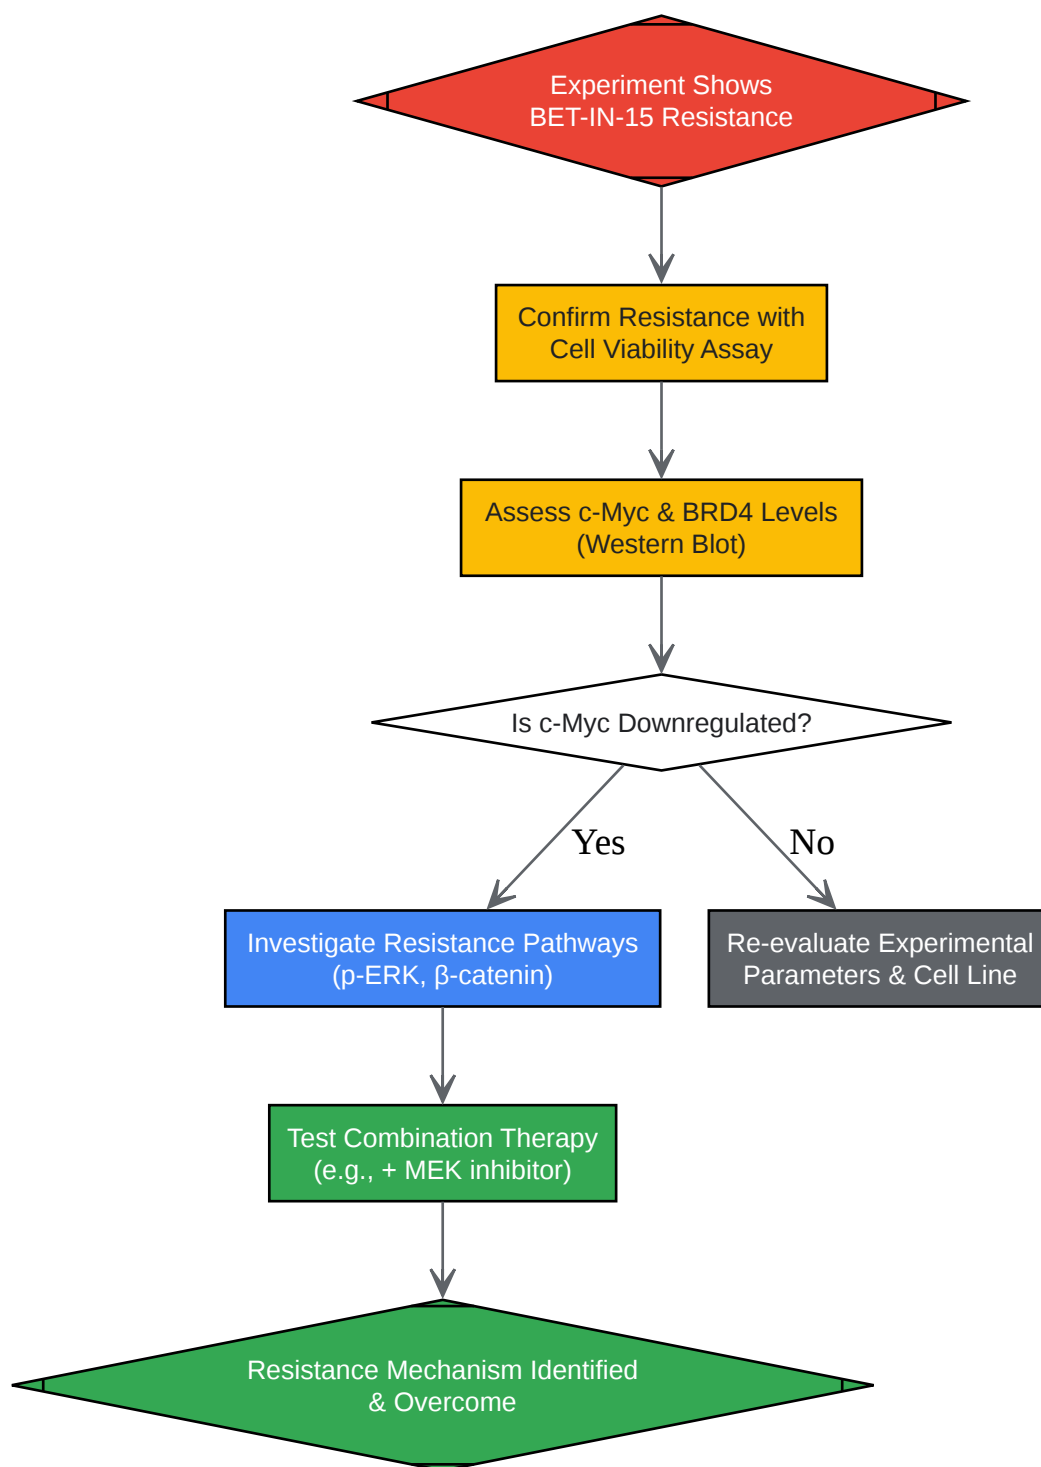 Experiment Shows
BET-IN-15 Resistance
Confirm Resistance with
Cell Viability Assay
Assess c-Myc & BRD4 Levels
(Western Blot)
Is c-Myc Downregulated?
Yes
No
Investigate Resistance Pathways
(p-ERK, β-catenin)
Re-evaluate Experimental
Parameters & Cell Line
Test Combination Therapy
(e.g., + MEK inhibitor)
Resistance Mechanism Identified
& Overcome